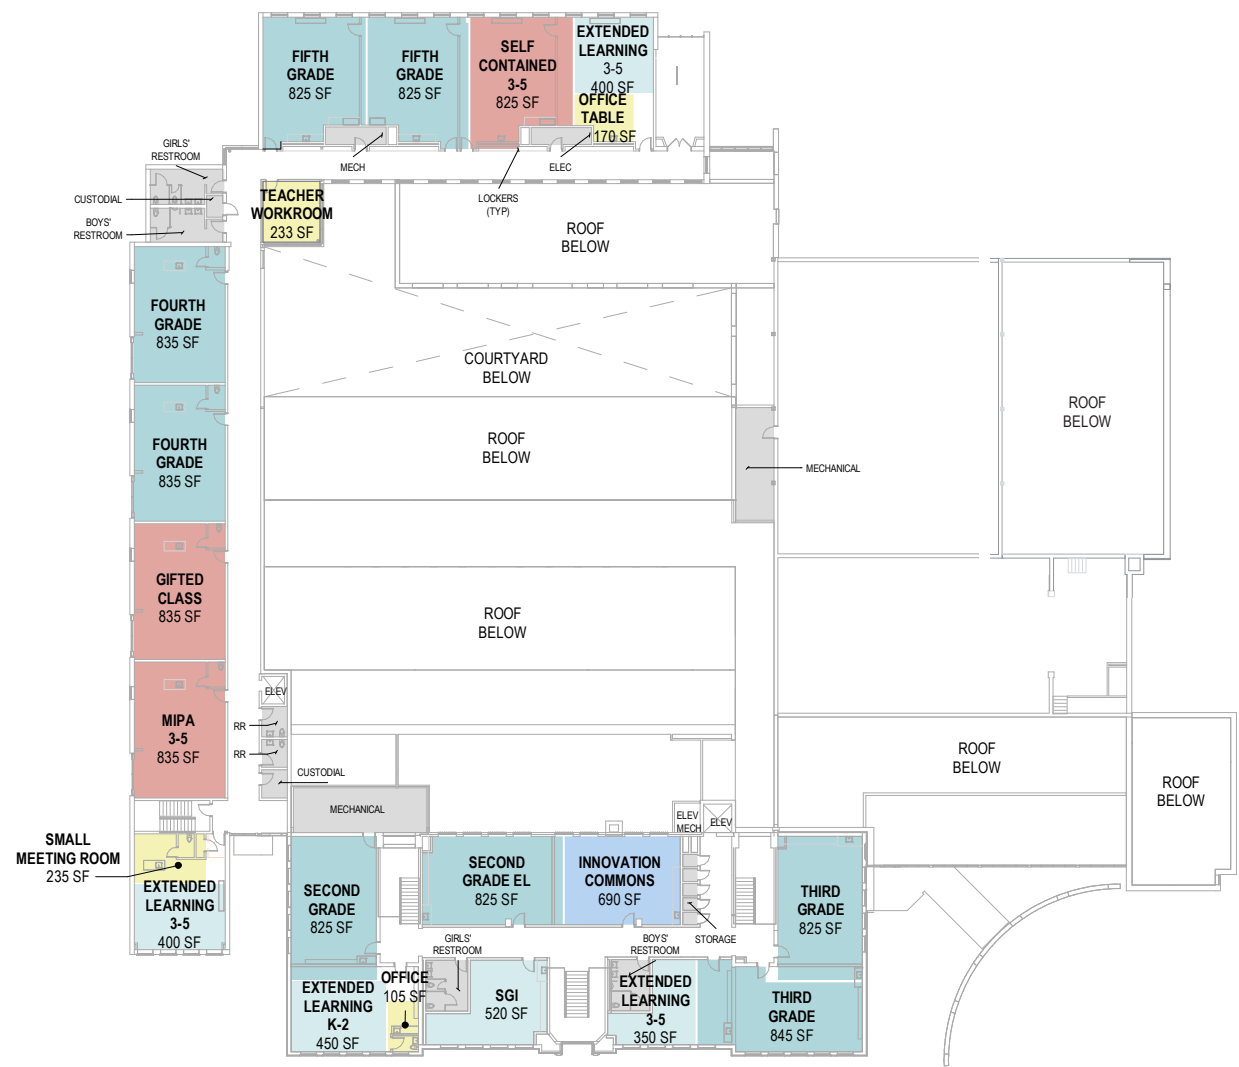 FIFTH
GRADE
825 SF
FIFTH
GRADE
825 SF
SELF
CONTAINED
3-5
825 SF
EXTENDED
LEARNING
3-5
400 SF
OFFICE
TABLE
170 SF
GIRLS'
RESTROOM
MECH
ELEC
CUSTODIAL
BOYS'
RESTROOM
TEACHER
WORKROOM
233 SF
LOCKERS
(TYP)
ROOF
BELOW
FOURTH
GRADE
835 SF
COURTYARD
BELOW
ROOF
BELOW
FOURTH
GRADE
835 SF
ROOF
BELOW
MECHANICAL
GIFTED
CLASS
835 SF
ROOF
BELOW
MIPA
3-5
835 SF
ELEV
RR
RR
CUSTODIAL
MECHANICAL
ROOF
BELOW
ROOF
BELOW
ELEV
MECH
ELEV
SMALL
MEETING ROOM
235 SF
EXTENDED
LEARNING
3-5
400 SF
SECOND
GRADE
825 SF
SECOND
GRADE EL
825 SF
INNOVATION
COMMONS
690 SF
STORAGE
THIRD
GRADE
825 SF
GIRLS'
RESTROOM
BOYS'
RESTROOM
EXTENDED
LEARNING
K-2
450 SF
OFFICE
105 SF
SGI
520 SF
EXTENDED
LEARNING
3-5
350 SF
THIRD
GRADE
845 SF